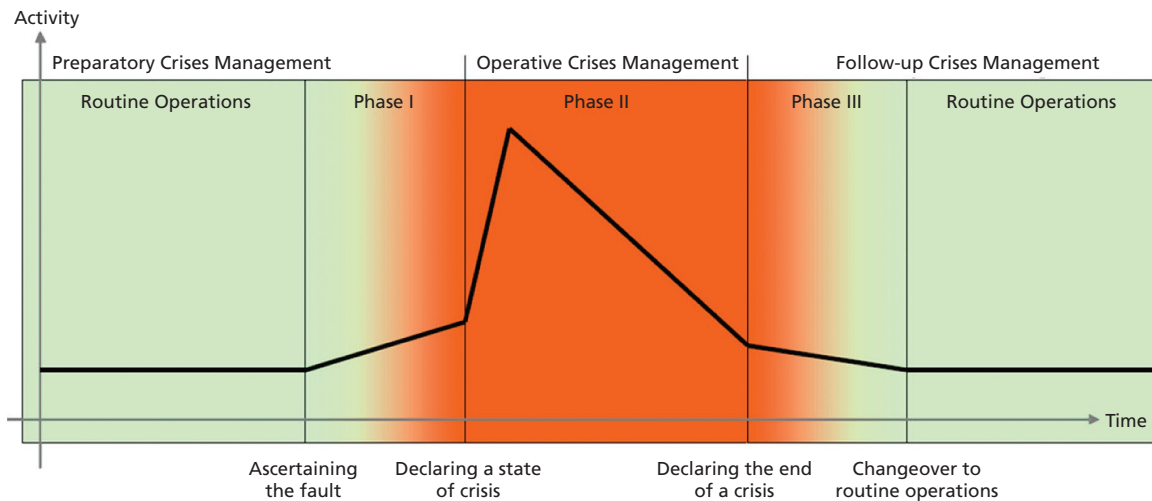 Activity
Preparatory Crises Management
Operative Crises Management
Follow-up Crises Management
Routine Operations
Phase I
Phase II
Phase III
Routine Operations
Time
Ascertaining
the fault
Declaring a state
of crisis
Declaring the end
of a crisis
Changeover to
routine operations